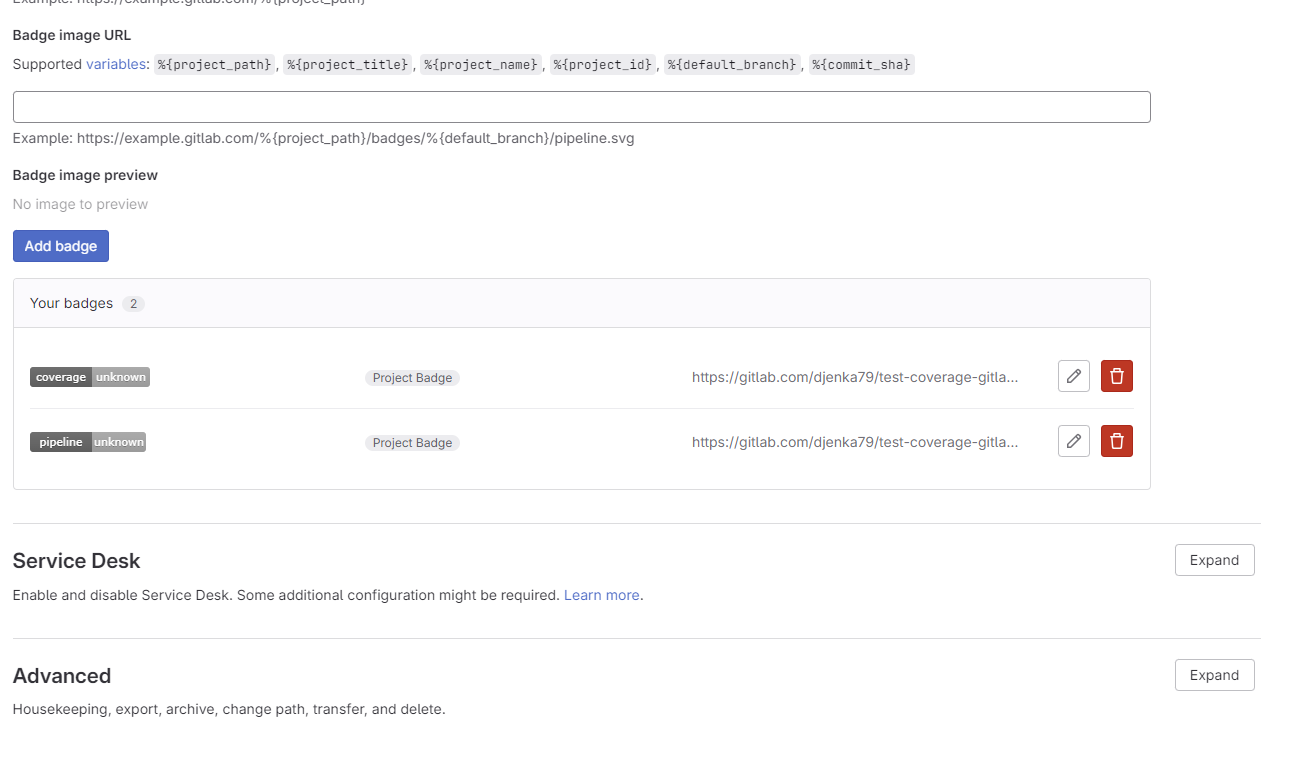 Example: https://example.gitlab.com/%{project_path}
Badge image URL
Supported variables: %{project_path}, %{project_title}, %{project_name}, %{project_id}, %{default_branch}, %{commit_sha}
Example: https://example.gitlab.com/%{project_path}/badges/%{default_branch}/pipeline.svg
Badge image preview
No image to preview
Add badge
Your badges 2
coverage unknown Project Badge https://gitlab.com/djenka79/test-coverage-gitla...
pipeline unknown Project Badge https://gitlab.com/djenka79/test-coverage-gitla...
Service Desk Expand
Enable and disable Service Desk. Some additional configuration might be required. Learn more.
Advanced Expand
Housekeeping, export, archive, change path, transfer, and delete.